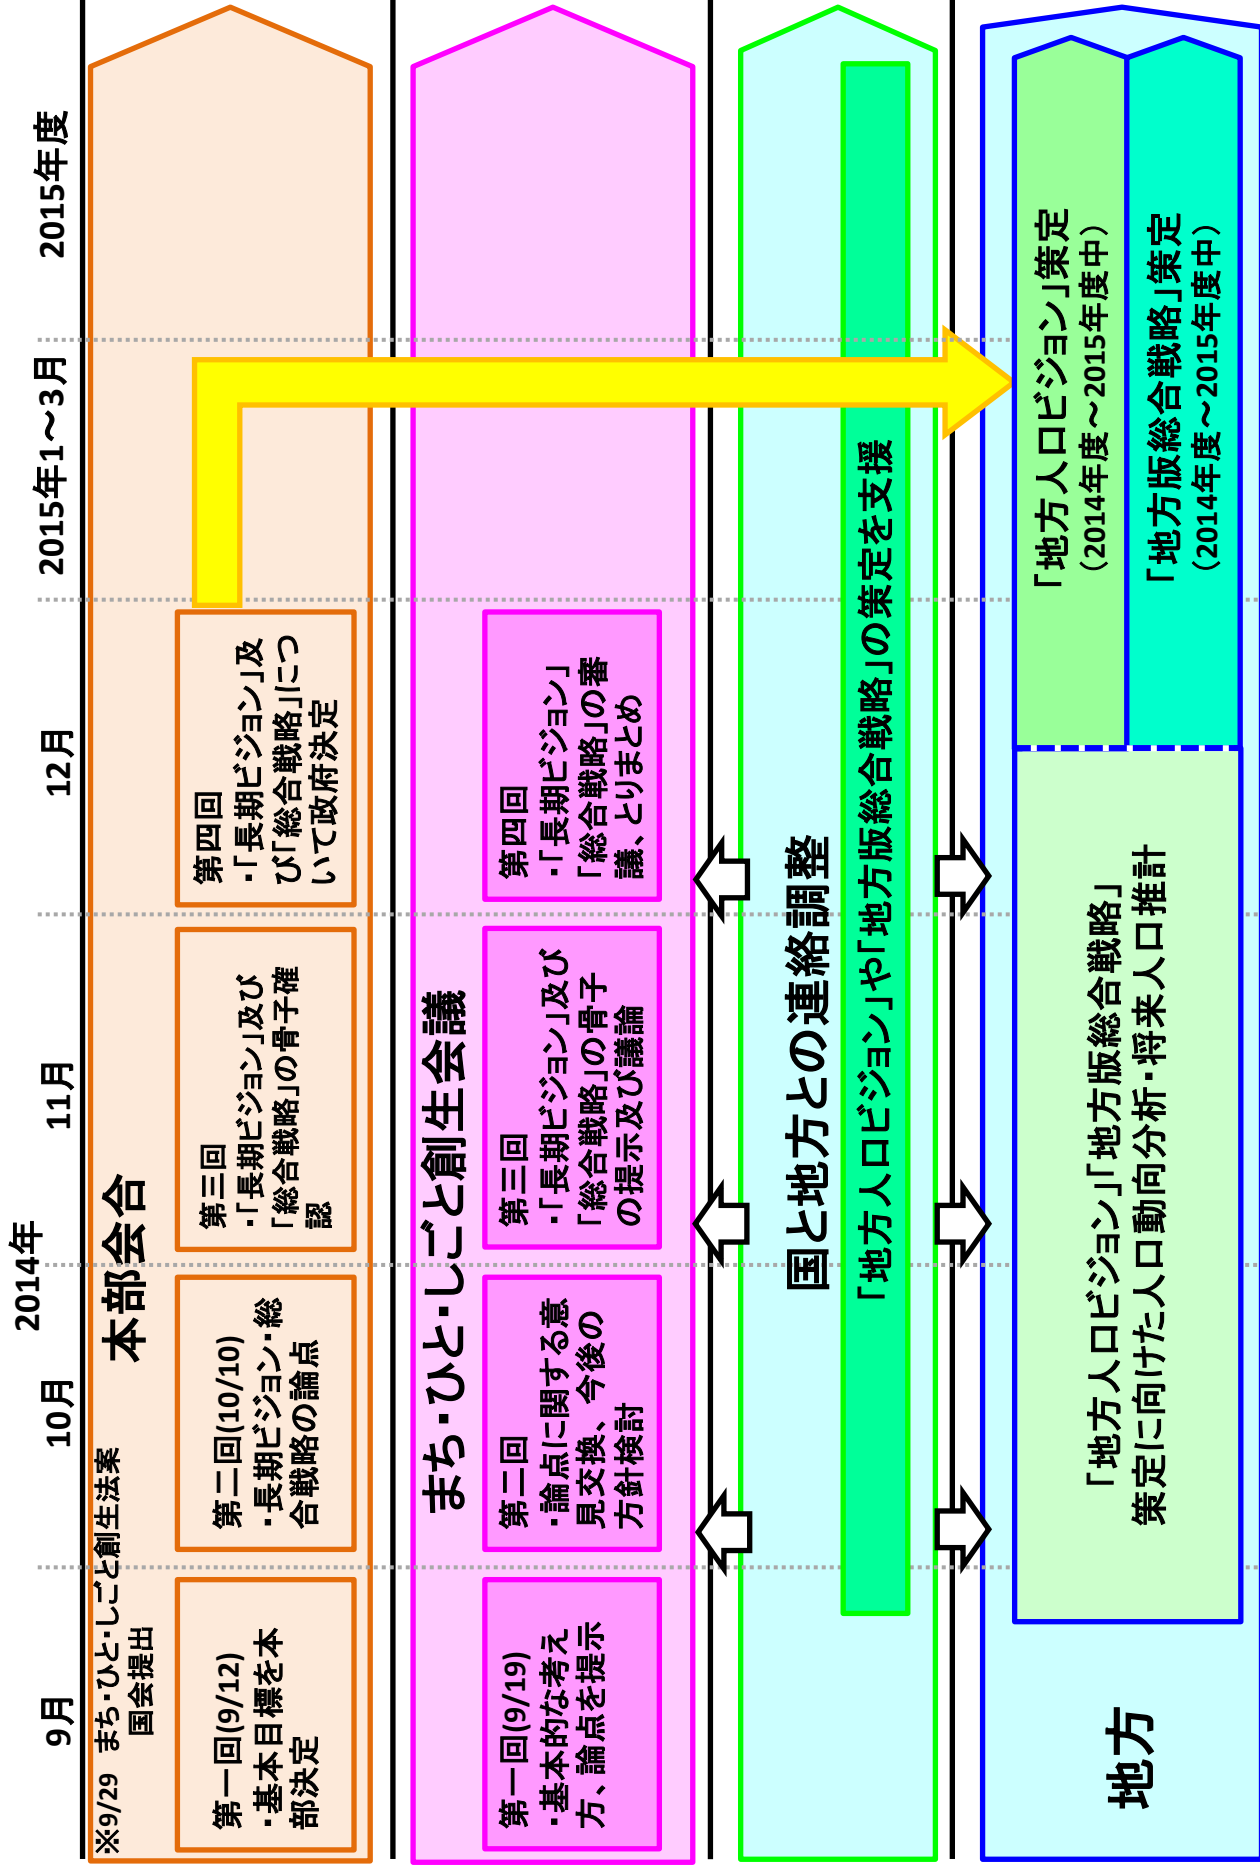 2014年
9月
10月
11月
12月
2015年1～3月
2015年度
※9/29　まち・ひと・しごと創生法案
国会提出
本部会合
第一回(9/12)
・基本目標を本
部決定
第二回(10/10)
・長期ビジョン・総
合戦略の論点
第三回
・「長期ビジョン」及び
「総合戦略」の骨子確
認
第四回
・「長期ビジョン」及
び「総合戦略」につ
いて政府決定
まち・ひと・しごと創生会議
第一回(9/19)
・基本的な考え
方、論点を提示
第二回
・論点に関する意
見交換、今後の
方針検討
第三回
・「長期ビジョン」及び
「総合戦略」の骨子
の提示及び議論
第四回
・「長期ビジョン」
「総合戦略」の審
議、とりまとめ
国と地方との連絡調整
「地方人口ビジョン」や「地方版総合戦略」の策定を支援
地方
「地方人口ビジョン」「地方版総合戦略」
策定に向けた人口動向分析・将来人口推計
「地方人口ビジョン」策定
（2014年度～2015年度中）
「地方版総合戦略」策定
（2014年度～2015年度中）